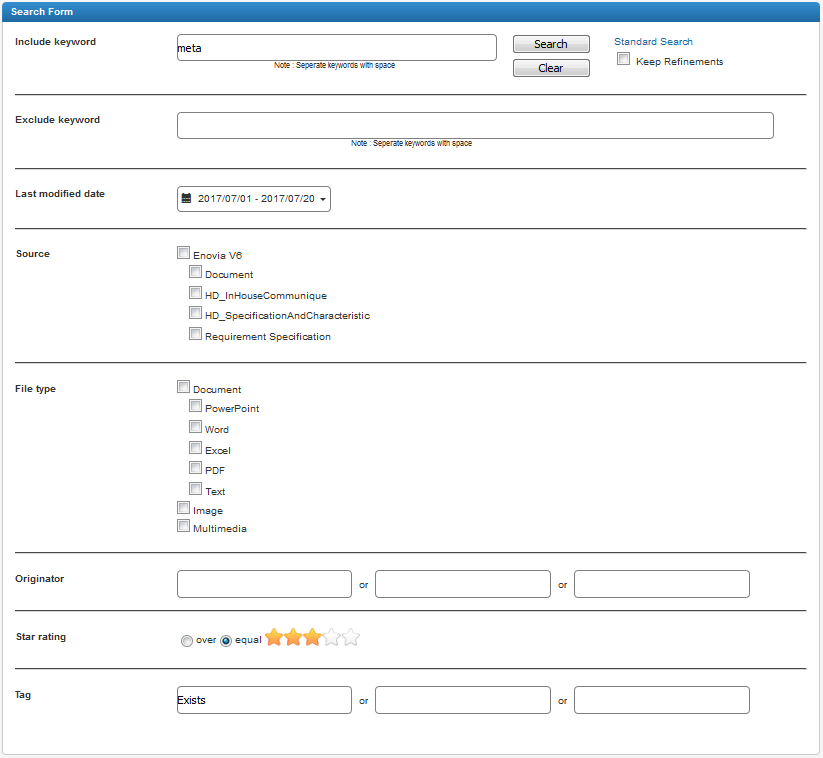 Search Form
Include keyword
meta
Search
Standard Search
Note : Seperate keywords with space
Clear
Keep Refinements
Exclude keyword
Note : Seperate keywords with space
Last modified date
2017/07/01 - 2017/07/20
Source
Enovia V6
Document
HD_InHouseCommunique
HD_SpecificationAndCharacteristic
Requirement Specification
File type
Document
PowerPoint
Word
Excel
PDF
Text
Image
Multimedia
Originator
or
or
Star rating
over
equal
Tag
Exists
or
or